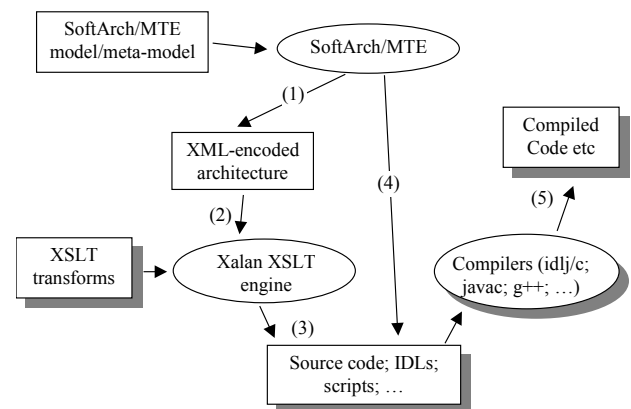 SoftArch/MTE
model/meta-model
SoftArch/MTE
(1)
XML-encoded
architecture
(2)
(4)
Compiled
Code etc
(5)
XSLT
transforms
Xalan XSLT
engine
Compilers (idlj/c;
javac; g++; …)
(3)
Source code; IDLs;
scripts; …